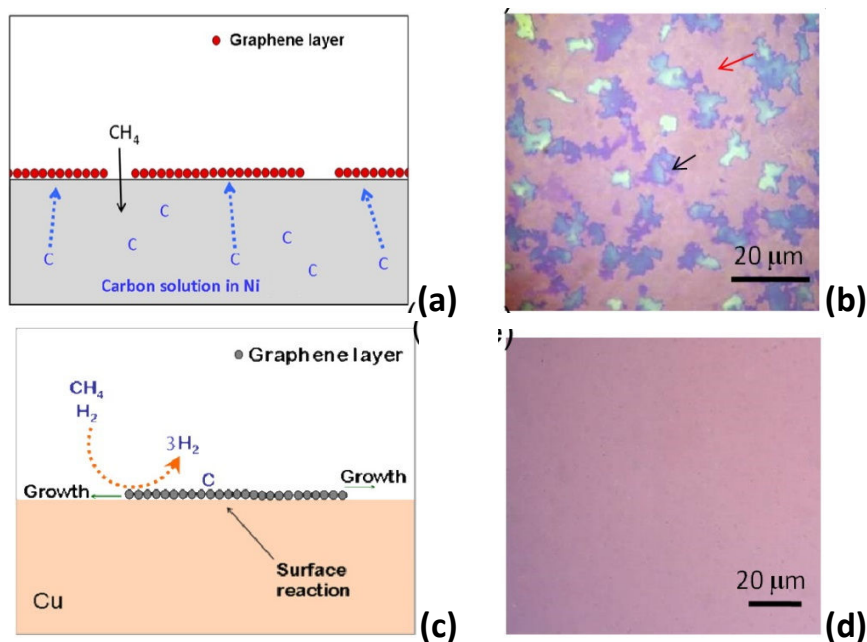 Graphene layer
CH₄
C
C
C
C C C
C
Carbon solution in Ni
(a)
20 μm
(b)
Graphene layer
CH₄
H₂
3H₂
C
Growth
Growth
Surface
reaction
Cu
(c)
20 μm
(d)